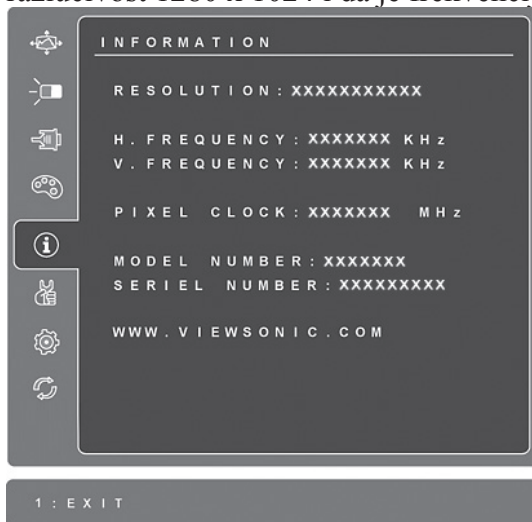 INFORMATION
RESOLUTION: XXXXXXXXXXX
H. FREQUENCY: XXXXXXX KHz
V. FREQUENCY: XXXXXXX KHz
PIXEL CLOCK: XXXXXXX MHz
MODEL NUMBER: XXXXXXX
SERIEL NUMBER: XXXXXXXXX
WWW.VIEWSONIC.COM
1: EXIT